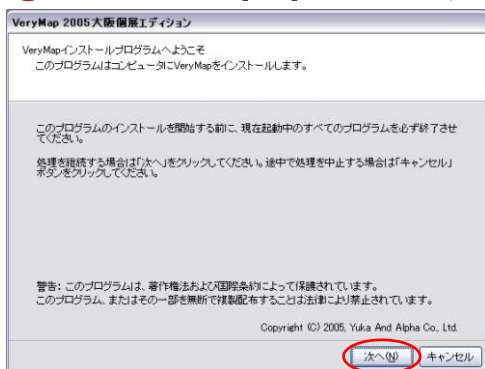 VeryMap 2005大阪個展エディション
VeryMapインストールプログラムへようこそ
このプログラムはコンピュータにVeryMapをインストールします。
このプログラムのインストールを開始する前に、現在起動中のすべてのプログラムを必ず終了させ
てください。
処理を継続する場合は「次へ」をクリックしてください。途中で処理を中止する場合は「キャンセル」
ボタンをクリックしてください。
警告: このプログラムは、著作権法および国際条約によって保護されています。
このプログラム、またはその一部を無断で複製配布することは法律により禁止されています。
Copyright (C) 2005, Yuka And Alpha Co., Ltd.
次へ(N)
キャンセル